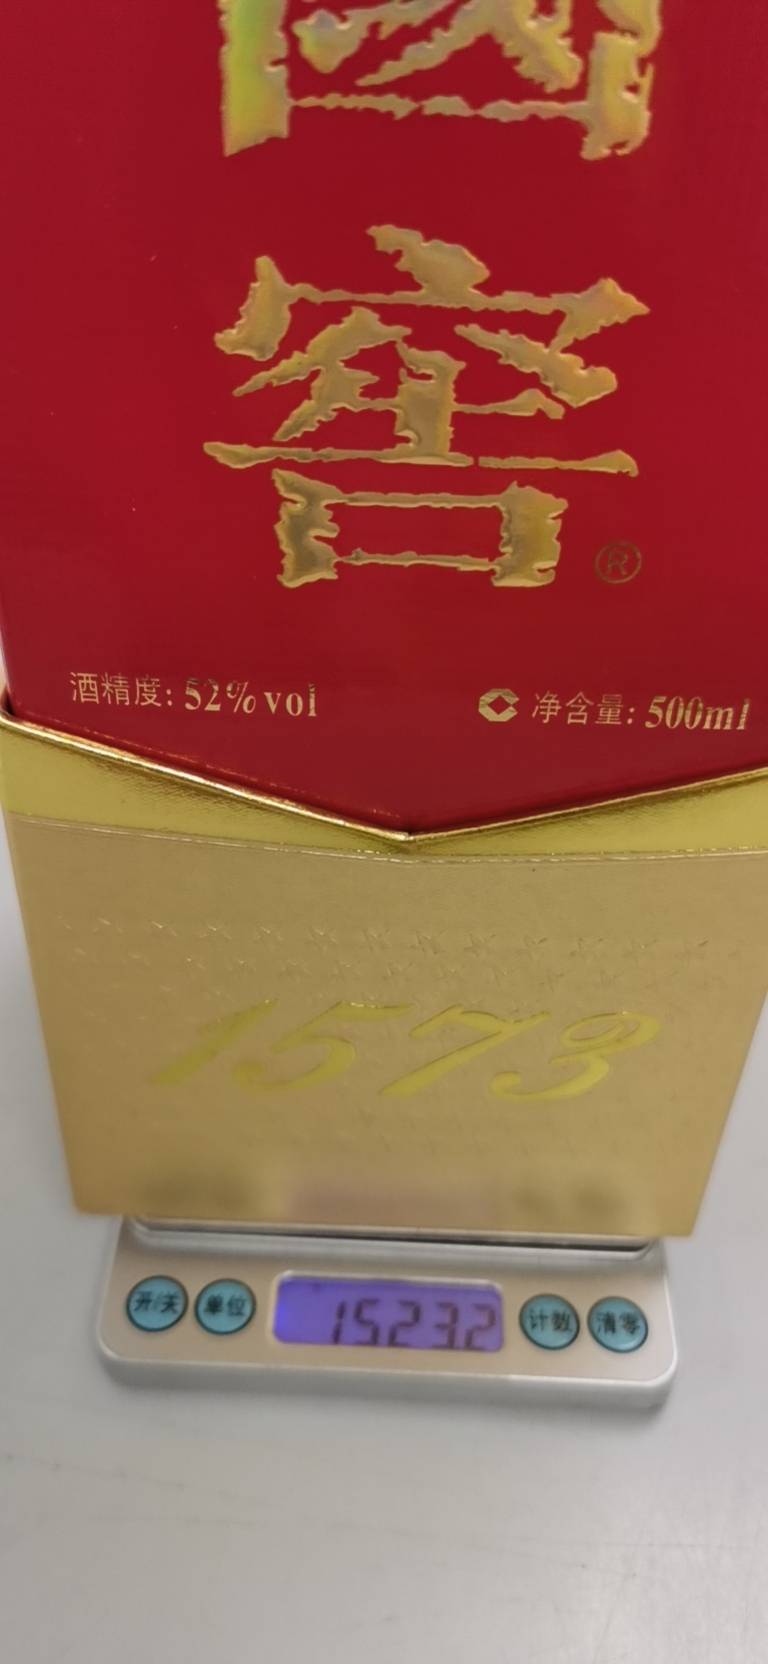 國
窖
®
酒精度: 52%vol
净含量: 500ml
1573
开/关
单位
1523.2
计数
清零